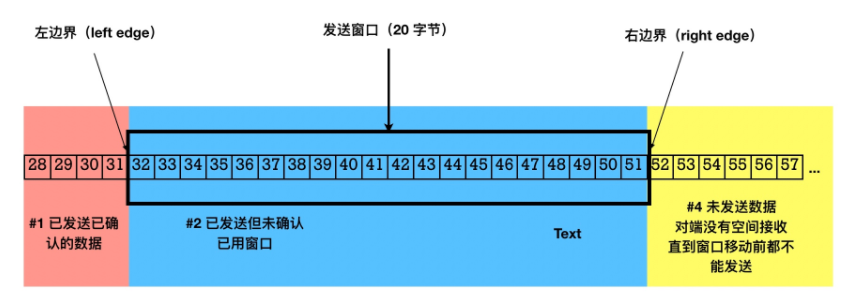 发送窗口（20 字节）
左边界（left edge）
右边界（right edge）
28 29 30 31 32 33 34 35 36 37 38 39 40 41 42 43 44 45 46 47 48 49 50 51 52 53 54 55 56 57 ...
#1 已发送已确
认的数据
#2 已发送但未确认
已用窗口
Text
#4 未发送数据
对端没有空间接收
直到窗口移动前都不
能发送